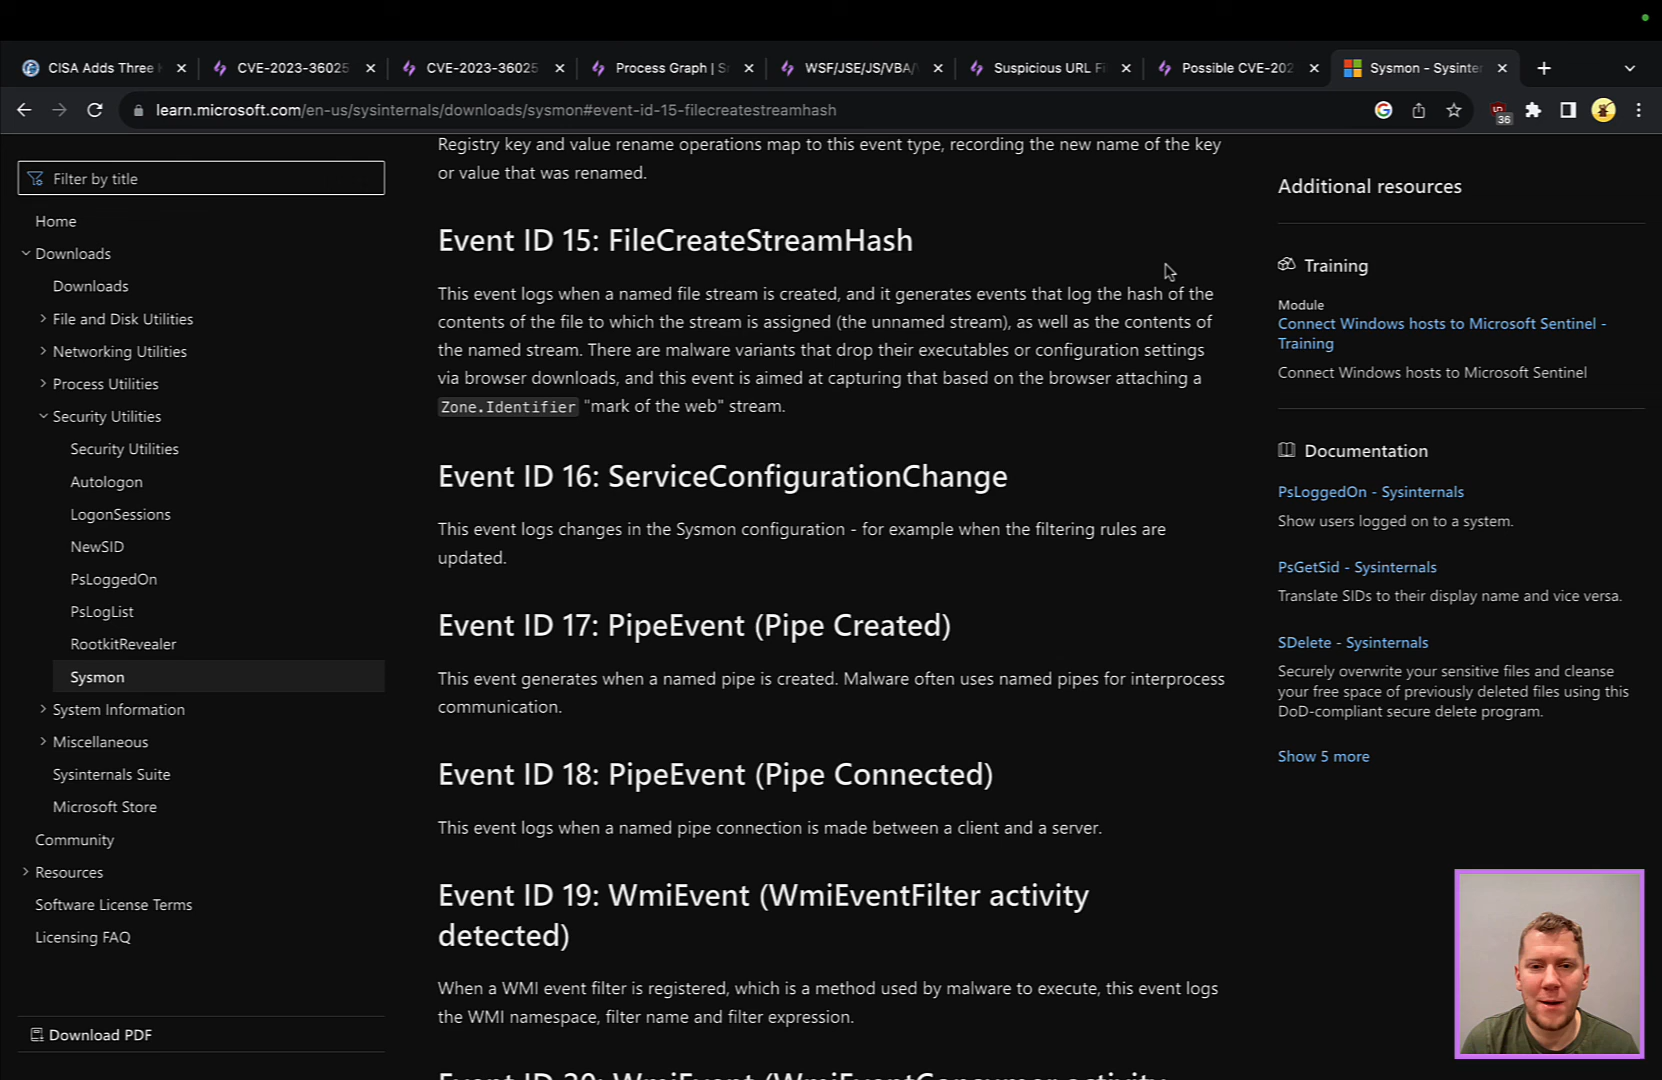 CISA Adds Three
CVE-2023-36025
CVE-2023-36025
Process Graph | S
WSF/JSE/JS/VBA/
Suspicious URL Fi
Possible CVE-202
Sysmon - Sysinter
learn.microsoft.com/en-us/sysinternals/downloads/sysmon#event-id-15-filecreatestreamhash
36
Filter by title
Home
Downloads
Downloads
File and Disk Utilities
Networking Utilities
Process Utilities
Security Utilities
Security Utilities
Autologon
LogonSessions
NewSID
PsLoggedOn
PsLogList
RootkitRevealer
Sysmon
System Information
Miscellaneous
Sysinternals Suite
Microsoft Store
Community
Resources
Software License Terms
Licensing FAQ
Download PDF
Registry key and value rename operations map to this event type, recording the new name of the key
or value that was renamed.
Event ID 15: FileCreateStreamHash
This event logs when a named file stream is created, and it generates events that log the hash of the
contents of the file to which the stream is assigned (the unnamed stream), as well as the contents of
the named stream. There are malware variants that drop their executables or configuration settings
via browser downloads, and this event is aimed at capturing that based on the browser attaching a
Zone.Identifier "mark of the web" stream.
Event ID 16: ServiceConfigurationChange
This event logs changes in the Sysmon configuration - for example when the filtering rules are
updated.
Event ID 17: PipeEvent (Pipe Created)
This event generates when a named pipe is created. Malware often uses named pipes for interprocess
communication.
Event ID 18: PipeEvent (Pipe Connected)
This event logs when a named pipe connection is made between a client and a server.
Event ID 19: WmiEvent (WmiEventFilter activity
detected)
When a WMI event filter is registered, which is a method used by malware to execute, this event logs
the WMI namespace, filter name and filter expression.
Event ID 20: WmiEvent (WmiEventConsumer activity
Additional resources
Training
Module
Connect Windows hosts to Microsoft Sentinel -
Training
Connect Windows hosts to Microsoft Sentinel
Documentation
PsLoggedOn - Sysinternals
Show users logged on to a system.
PsGetSid - Sysinternals
Translate SIDs to their display name and vice versa.
SDelete - Sysinternals
Securely overwrite your sensitive files and cleanse
your free space of previously deleted files using this
DoD-compliant secure delete program.
Show 5 more